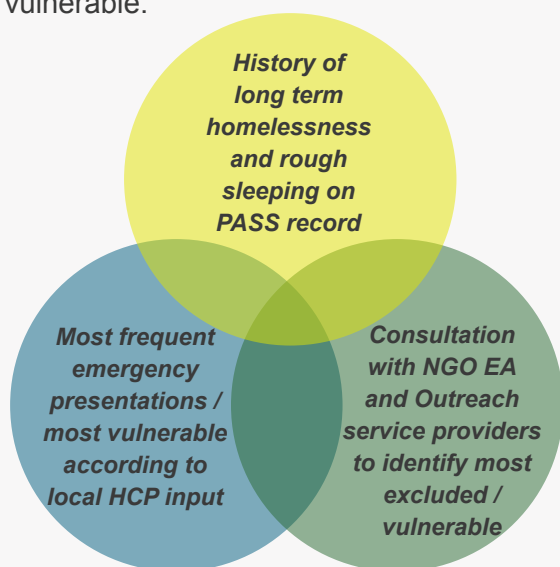 vulnerable.
History of
long term
homelessness
and rough
sleeping on
PASS record
Most frequent
emergency
presentations /
most vulnerable
according to
local HCP input
Consultation
with NGO EA
and Outreach
service providers
to identify most
excluded /
vulnerable